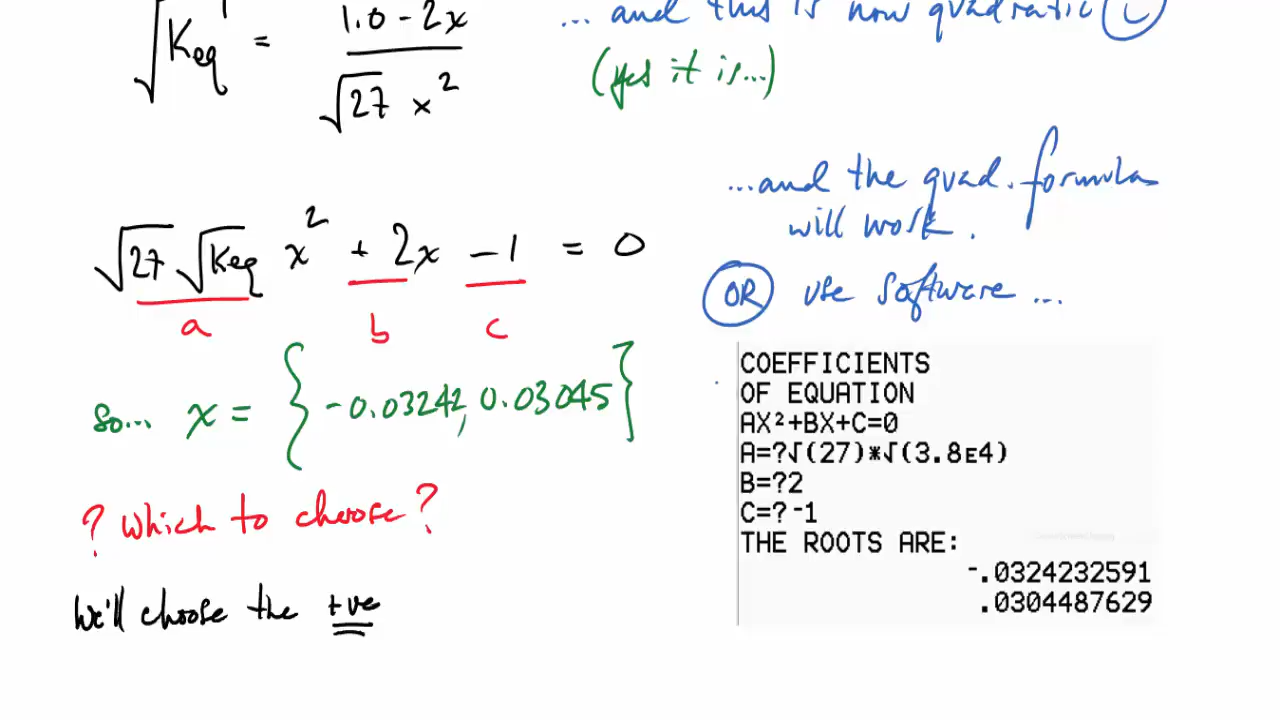 √Keq = (1.0 - 2x) / (√27 x²)
... and this is now quadratic
(yes it is...)
...and the quad. formula
will work.
√27 √Keq x² + 2x - 1 = 0
a b c
OR use software ...
so... x = { -0.03242, 0.03045 }
? which to choose ?
We'll choose the +ve
COEFFICIENTS
OF EQUATION
AX²+BX+C=0
A=?√(27)*√(3.8E4)
B=?2
C=?-1
THE ROOTS ARE:
-.0324232591
.0304487629